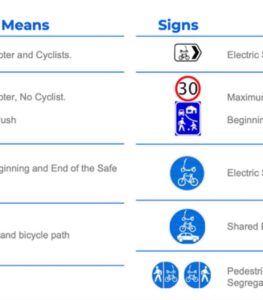 Means
Signs
oter and Cyclists.
Electric S
oter, No Cyclist.
30
Maximum
ush
Beginnin
ginning and End of the Safe
Electric S
and bicycle path
Shared
Pedestri
Segrega